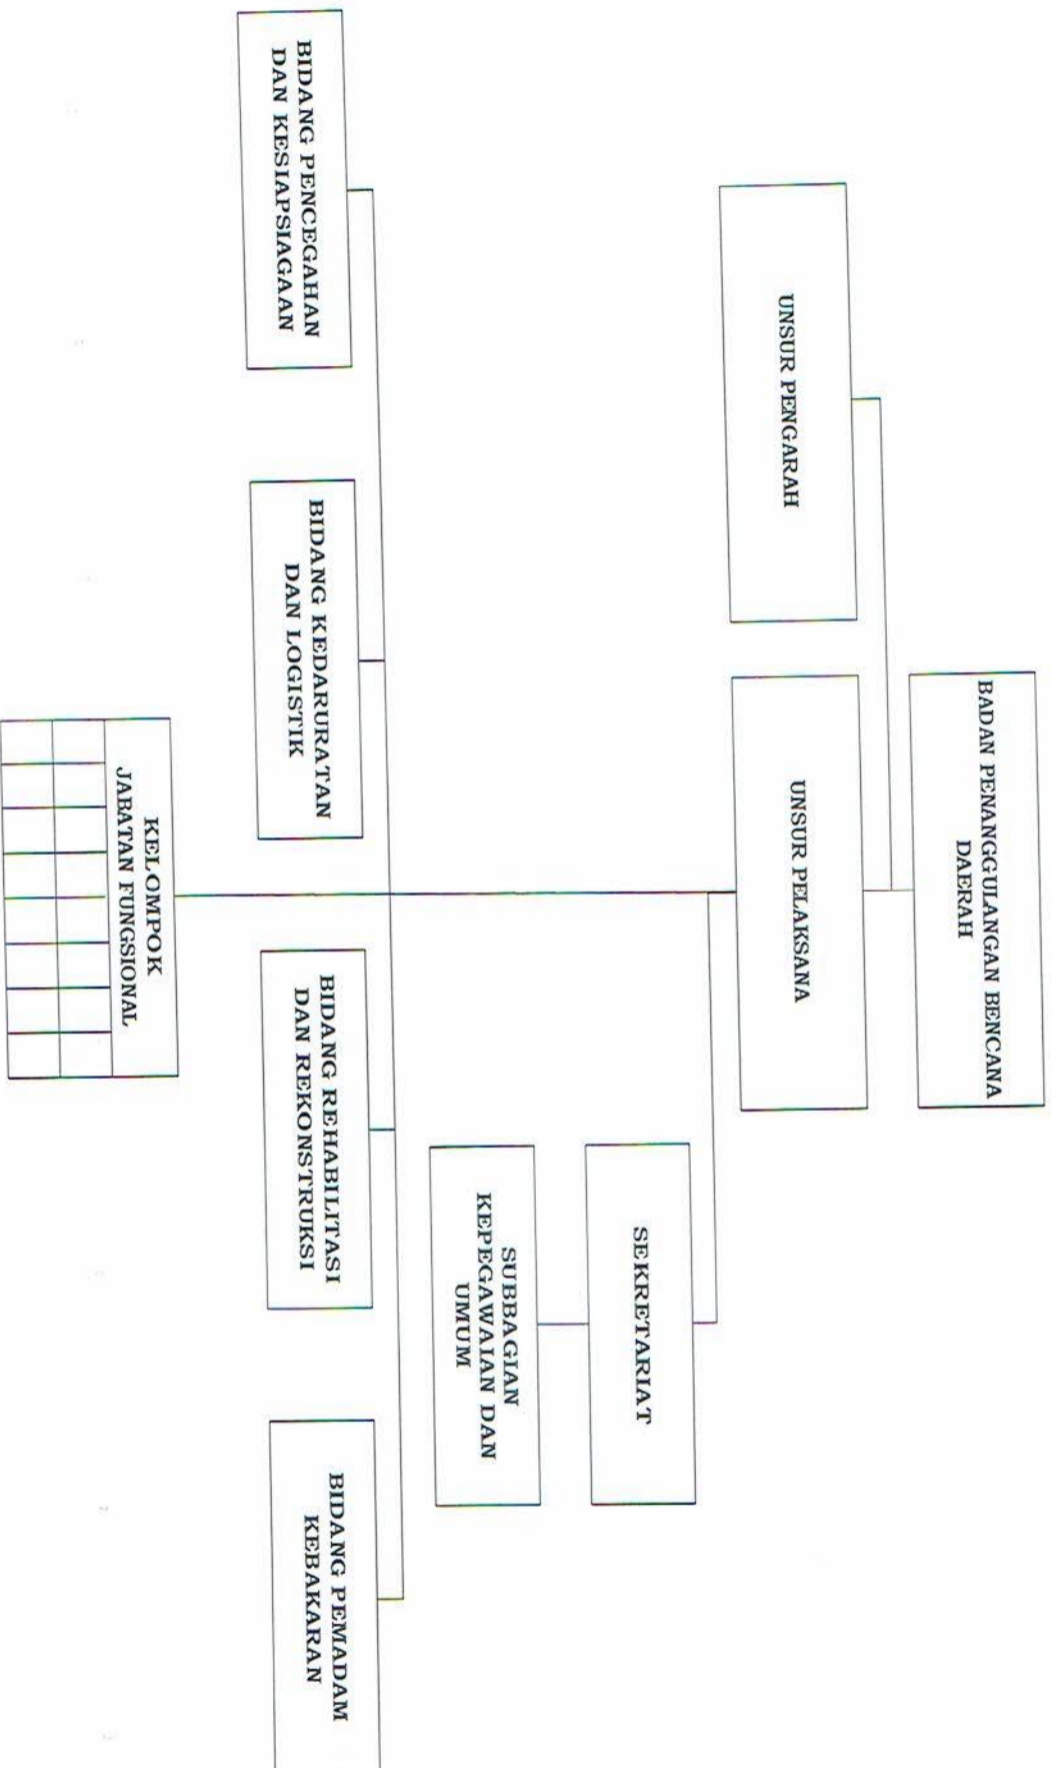 BADAN PENANGGULANGAN BENCANA
DAERAH
UNSUR PENGARAH
UNSUR PELAKSANA
SEKRETARIAT
SUBBAGIAN
KEPEGAWAIAN DAN
UMUM
BIDANG PENCEGAHAN
DAN KESIAPSIAGAAN
BIDANG KEDARURATAN
DAN LOGISTIK
BIDANG REHABILITASI
DAN REKONSTRUKSI
BIDANG PEMADAM
KEBAKARAN
KELOMPOK
JABATAN FUNGSIONAL